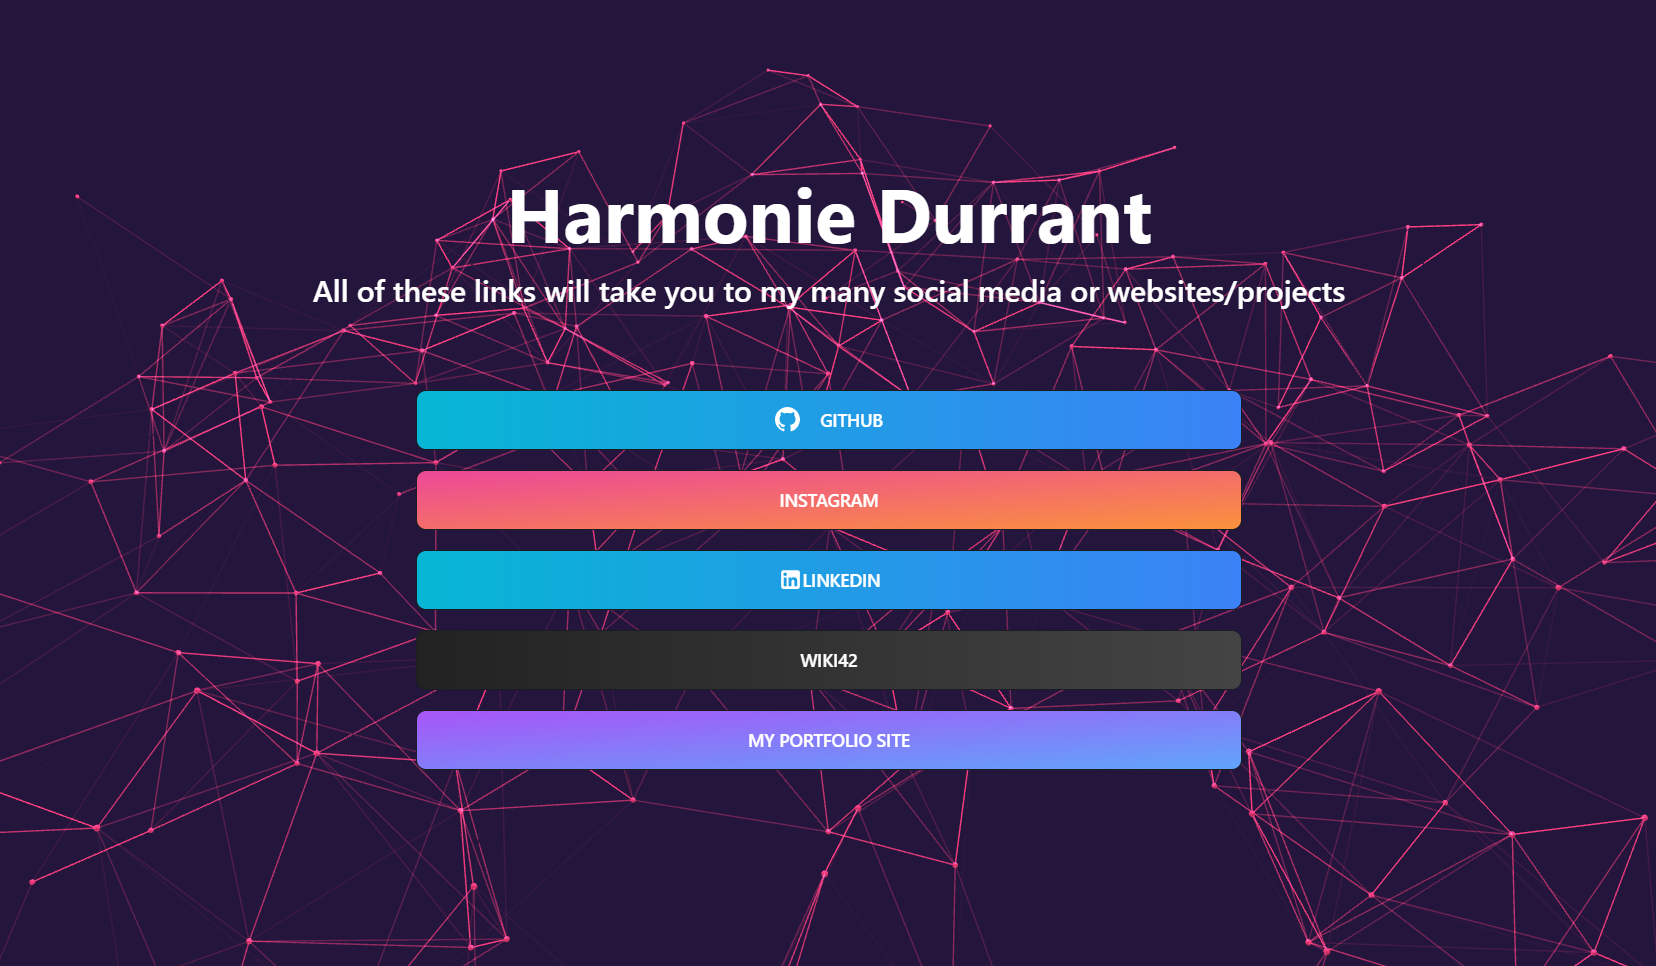 Harmonie Durrant
All of these links will take you to my many social media or websites/projects
GITHUB
INSTAGRAM
LINKEDIN
WIKI42
MY PORTFOLIO SITE